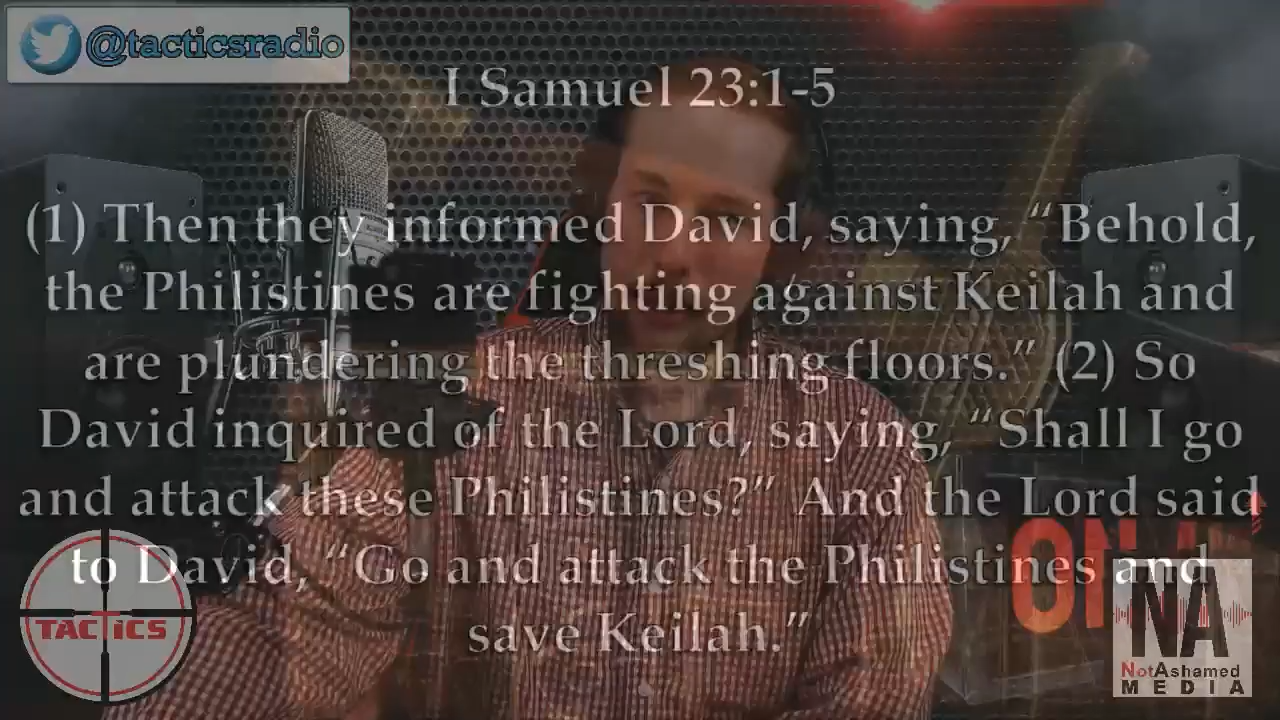 @tacticsradio
I Samuel 23:1-5
(1) Then they informed David, saying, “Behold,
the Philistines are fighting against Keilah and
are plundering the threshing floors.” (2) So
David inquired of the Lord, saying, “Shall I go
and attack these Philistines?” And the Lord said
to David, “Go and attack the Philistines and
save Keilah.”
TACTICS
NA
NotAshamed
MEDIA